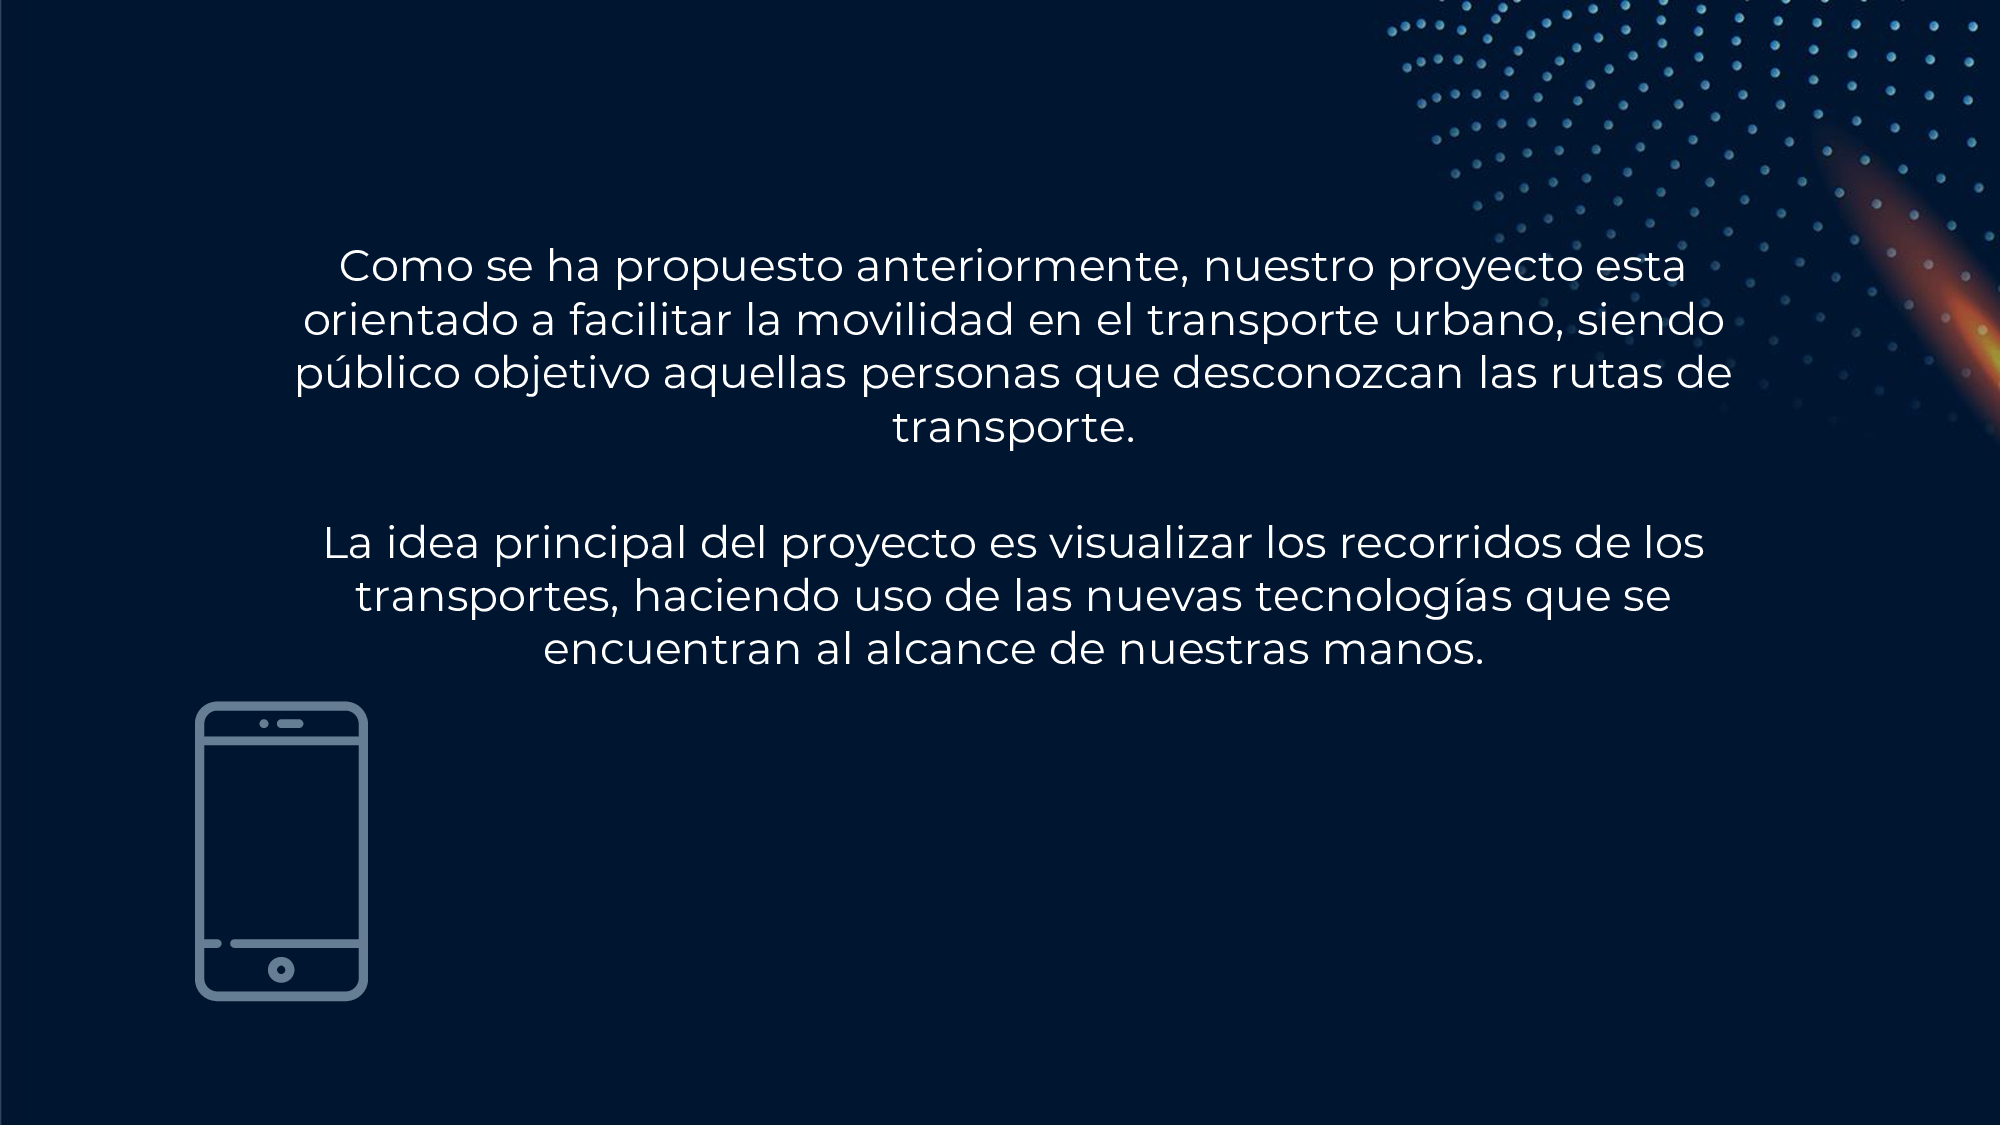 Como se ha propuesto anteriormente, nuestro proyecto esta
orientado a facilitar la movilidad en el transporte urbano, siendo
público objetivo aquellas personas que desconozcan las rutas de
transporte.
La idea principal del proyecto es visualizar los recorridos de los
transportes, haciendo uso de las nuevas tecnologías que se
encuentran al alcance de nuestras manos.